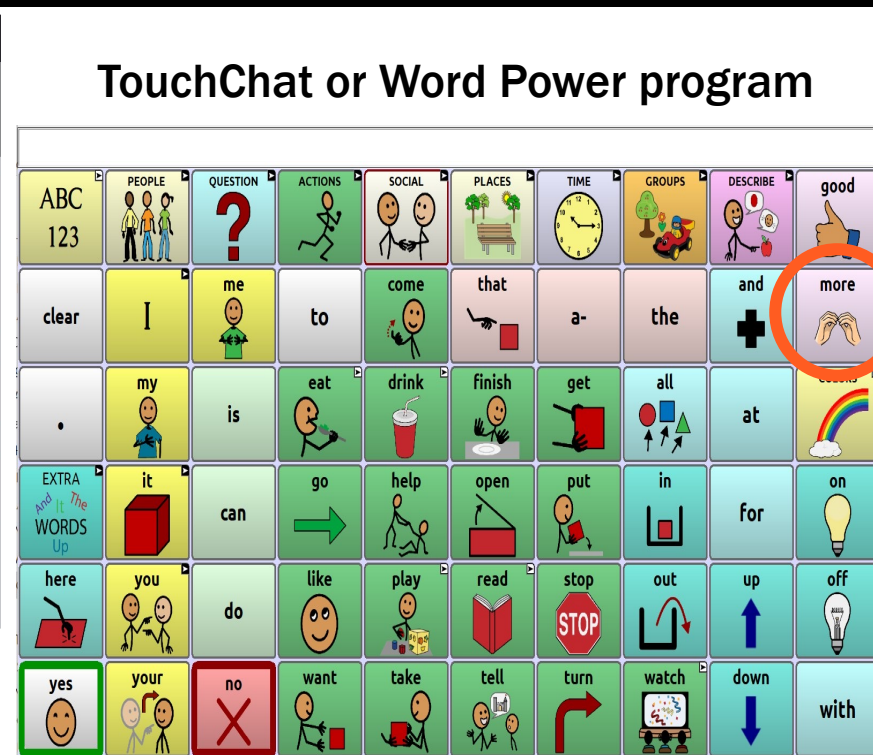 TouchChat or Word Power program
ABC 123 PEOPLE QUESTION ACTIONS SOCIAL PLACES TIME GROUPS DESCRIBE good
clear I me to come that a- the and more
. my is eat drink finish get all at
EXTRA And It The WORDS Up it can go help open put in for on
here you do like play read stop STOP out up off
yes your no want take tell turn watch down with